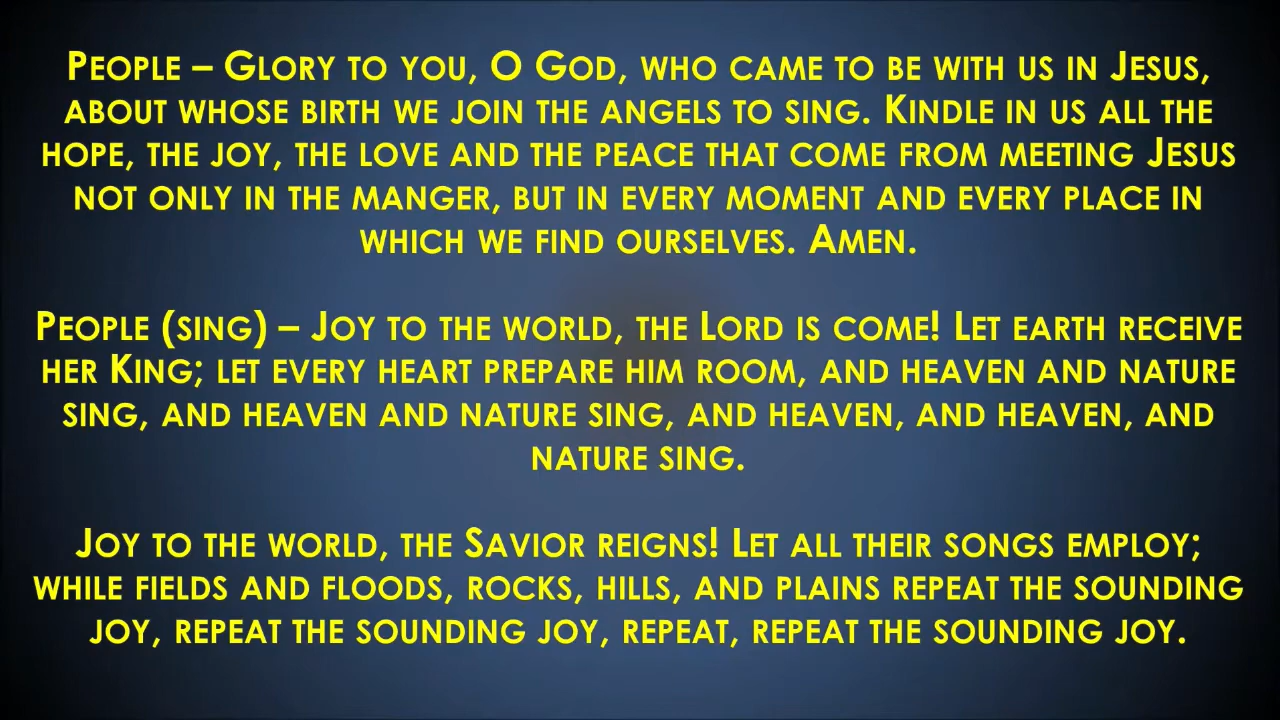 People – Glory to you, O God, who came to be with us in Jesus,
about whose birth we join the angels to sing. Kindle in us all the
hope, the joy, the love and the peace that come from meeting Jesus
not only in the manger, but in every moment and every place in
which we find ourselves. Amen.
People (sing) – Joy to the world, the Lord is come! Let earth receive
her King; let every heart prepare him room, and heaven and nature
sing, and heaven and nature sing, and heaven, and heaven, and
nature sing.
Joy to the world, the Savior reigns! Let all their songs employ;
while fields and floods, rocks, hills, and plains repeat the sounding
joy, repeat the sounding joy, repeat, repeat the sounding joy.